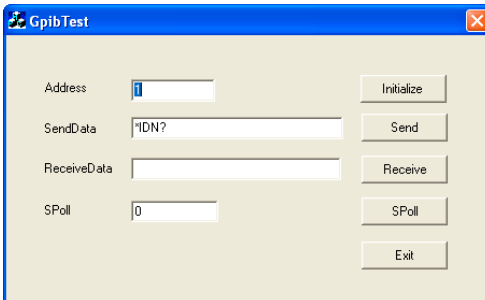 GpibTest
Address 1 Initialize
SendData *IDN? Send
ReceiveData Receive
SPoll 0 SPoll
Exit